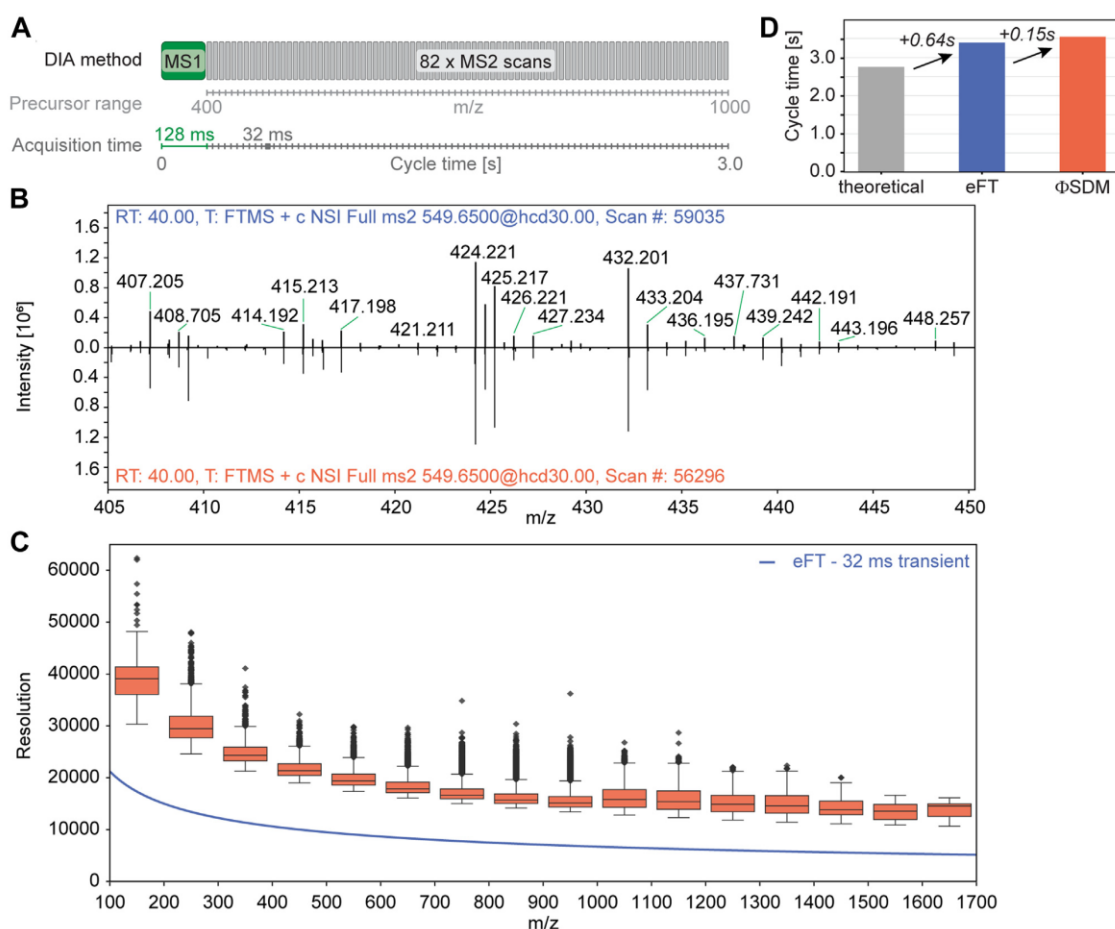 A
DIA method
MS1
82 x MS2 scans
Precursor range
400
m/z
1000
Acquisition time
128 ms
32 ms
0
Cycle time [s]
3.0
D
Cycle time [s]
3.0
2.0
1.0
0.0
+0.64s
+0.15s
theoretical
eFT
ΦSDM
B
RT: 40.00, T: FTMS + c NSI Full ms2 549.6500@hcd30.00, Scan #: 59035
Intensity [10⁶]
1.6
1.2
0.8
0.4
0.0
0.4
0.8
1.2
1.6
407.205
408.705
414.192
415.213
417.198
421.211
424.221
425.217
426.221
427.234
432.201
433.204
436.195
437.731
439.242
442.191
443.196
448.257
RT: 40.00, T: FTMS + c NSI Full ms2 549.6500@hcd30.00, Scan #: 56296
405 410 415 420 425 430 435 440 445 450
m/z
C
eFT - 32 ms transient
Resolution
60000
50000
40000
30000
20000
10000
0
100 200 300 400 500 600 700 800 900 1000 1100 1200 1300 1400 1500 1600 1700
m/z